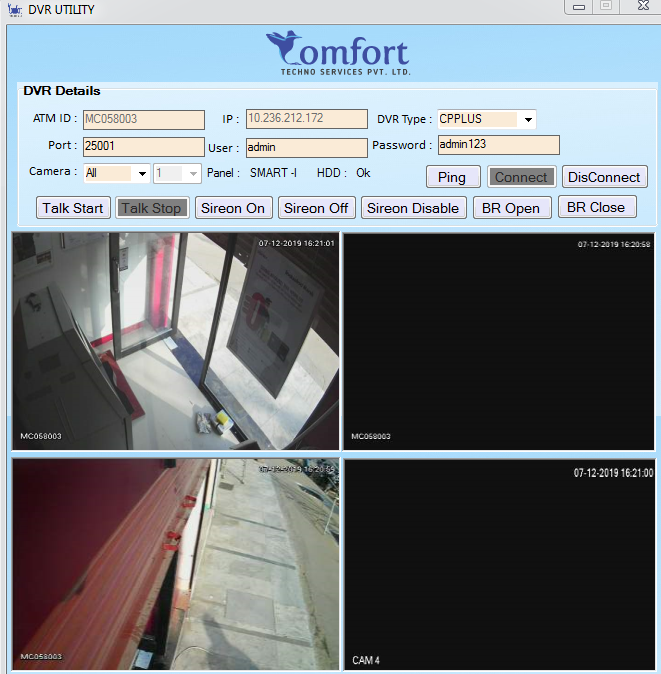 DVR UTILITY
Comfort
TECHNO SERVICES PVT. LTD.
DVR Details
ATM ID : MC058003 IP : 10.236.212.172 DVR Type : CPPLUS
Port : 25001 User : admin Password : admin123
Camera : All 1 Panel : SMART -I HDD : Ok Ping Connect DisConnect
Talk Start Talk Stop Sireon On Sireon Off Sireon Disable BR Open BR Close
07-12-2019 16:21:01
MC058003
07-12-2019 16:20:58
MC058003
07-12-2019 16:20:59
MC058003
07-12-2019 16:21:00
CAM 4